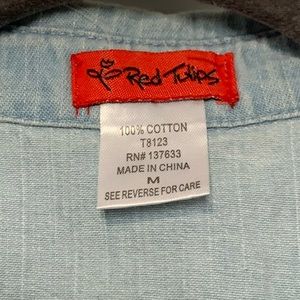 Red Tulips
100% COTTON
T8123
RN# 137633
MADE IN CHINA
M
SEE REVERSE FOR CARE